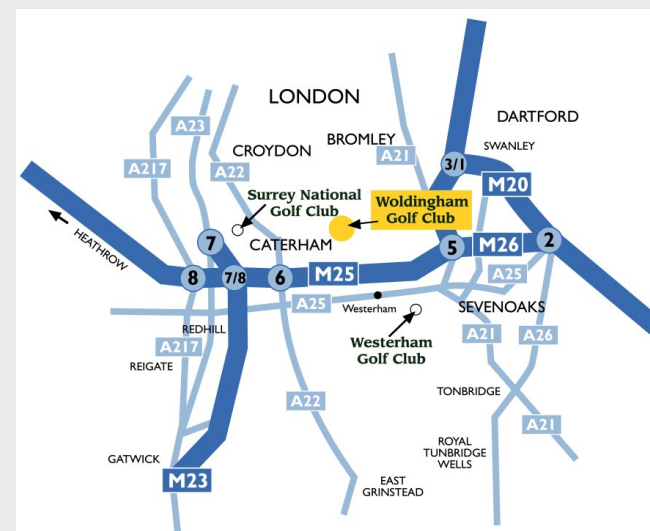 LONDON
DARTFORD
A23
BROMLEY
SWANLEY
CROYDON
A21
3/1
A217
A22
M20
Surrey National
Golf Club
Woldingham
Golf Club
HEATHROW
7
CATERHAM
5
M26
2
8
7/8
6
M25
A25
A25
Westerham
SEVENOAKS
REDHILL
A217
Westerham
Golf Club
A21
A26
REIGATE
TONBRIDGE
A22
A21
GATWICK
ROYAL
TUNBRIDGE
WELLS
M23
EAST
GRINSTEAD